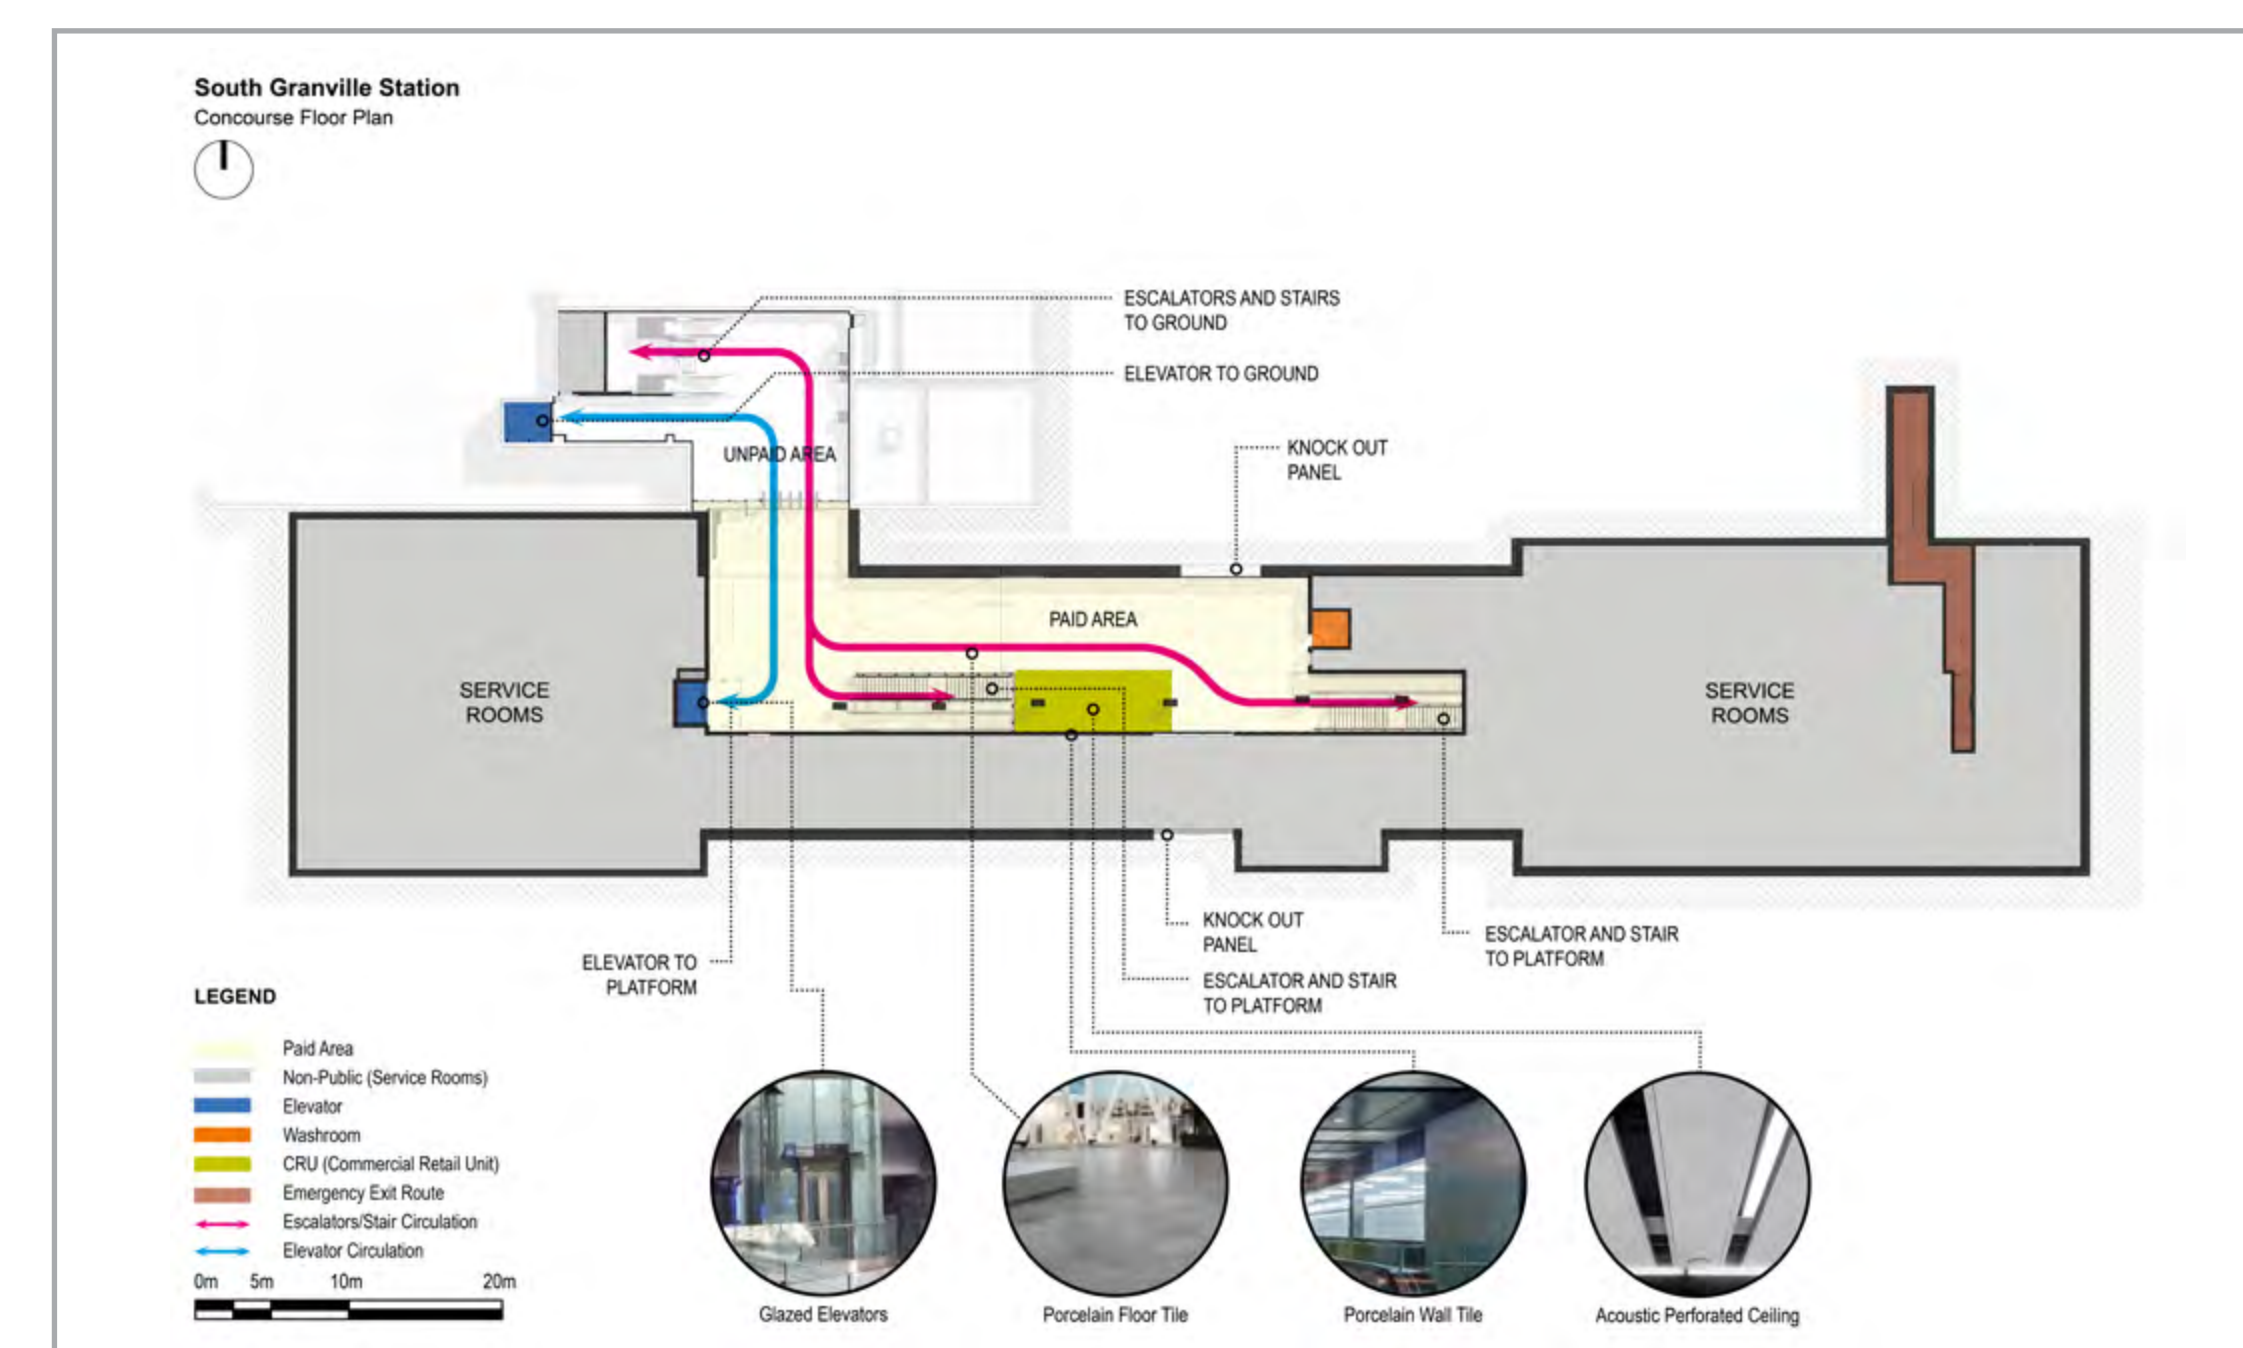 South Granville Station
Concourse Floor Plan
ESCALATORS AND STAIRS
TO GROUND
ELEVATOR TO GROUND
KNOCK OUT
PANEL
UNPAID AREA
PAID AREA
SERVICE
ROOMS
SERVICE
ROOMS
KNOCK OUT
PANEL
ESCALATOR AND STAIR
TO PLATFORM
ELEVATOR TO
PLATFORM
ESCALATOR AND STAIR
TO PLATFORM
LEGEND
Paid Area
Non-Public (Service Rooms)
Elevator
Washroom
CRU (Commercial Retail Unit)
Emergency Exit Route
Escalators/Stair Circulation
Elevator Circulation
0m 5m 10m 20m
Glazed Elevators
Porcelain Floor Tile
Porcelain Wall Tile
Acoustic Perforated Ceiling